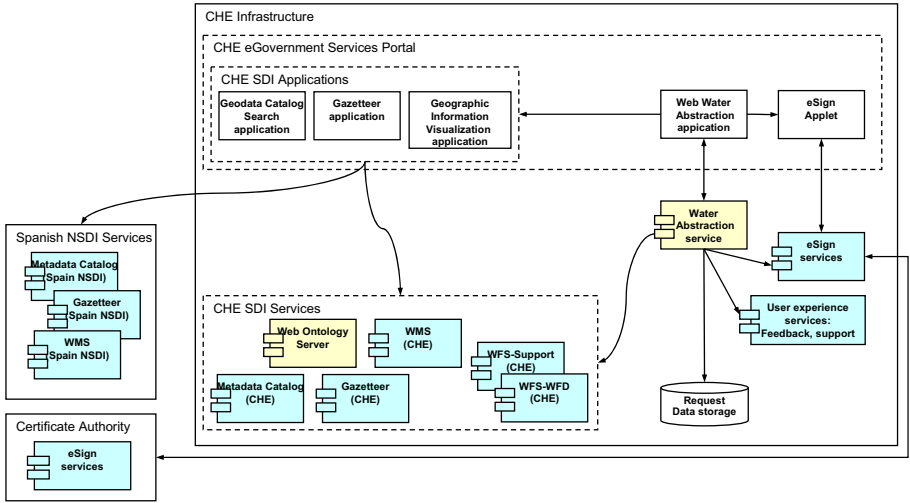 CHE Infrastructure
CHE eGovernment Services Portal
CHE SDI Applications
Geodata Catalog
Search
application
Gazetteer
application
Geographic
Information
Visualization
application
Web Water
Abstraction
appication
eSign
Applet
Water
Abstraction
service
eSign
services
User experience
services:
Feedback, support
Request
Data storage
Spanish NSDI Services
Metadata Catalog
(Spain NSDI)
Gazetteer
(Spain NSDI)
WMS
(Spain NSDI)
CHE SDI Services
Web Ontology
Server
WMS
(CHE)
WFS-Support
(CHE)
WFS-WFD
(CHE)
Metadata Catalog
(CHE)
Gazetteer
(CHE)
Certificate Authority
eSign
services